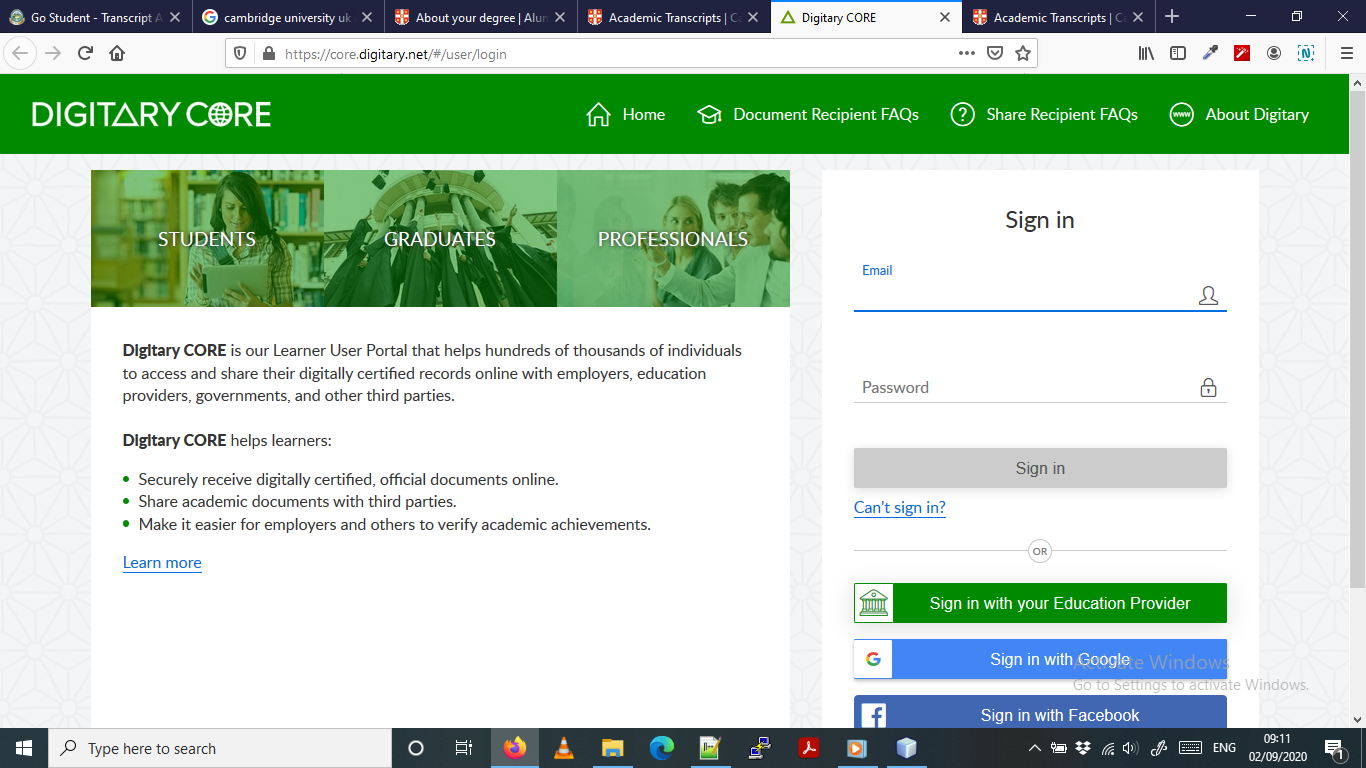 Go Student - Transcript A
cambridge university uk
About your degree | Alun
Academic Transcripts | Ca
Digitary CORE
Academic Transcripts | Ca
https://core.digitary.net/#/user/login
DIGITARY CORE
Home
Document Recipient FAQs
Share Recipient FAQs
www
About Digitary
STUDENTS
GRADUATES
PROFESSIONALS
Digitary CORE is our Learner User Portal that helps hundreds of thousands of individuals
to access and share their digitally certified records online with employers, education
providers, governments, and other third parties.
Digitary CORE helps learners:
Securely receive digitally certified, official documents online.
Share academic documents with third parties.
Make it easier for employers and others to verify academic achievements.
Learn more
Sign in
Email
Password
Sign in
Can't sign in?
OR
Sign in with your Education Provider
Sign in with Google
Activate Windows
Go to Settings to activate Windows.
Sign in with Facebook
Type here to search
ENG
09:11
02/09/2020
1